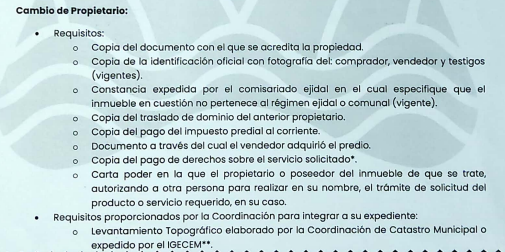 Cambio de Propietario:
• Requisitos:
o Copia del documento con el que se acredita la propiedad.
o Copia de la identificación oficial con fotografía del: comprador, vendedor y testigos
(vigentes).
o Constancia expedida por el comisariado ejidal en el cual especifique que el
inmueble en cuestión no pertenece al régimen ejidal o comunal (vigente).
o Copia del traslado de dominio del anterior propietario.
o Copia del pago del impuesto predial al corriente.
o Documento a través del cual el vendedor adquirió el predio.
o Copia del pago de derechos sobre el servicio solicitado*.
o Carta poder en la que el propietario o poseedor del inmueble de que se trate,
autorizando a otra persona para realizar en su nombre, el trámite de solicitud del
producto o servicio requerido, en su caso.
• Requisitos proporcionados por la Coordinación para integrar a su expediente:
o Levantamiento Topográfico elaborado por la Coordinación de Catastro Municipal o
expedido por el IGECEM**.